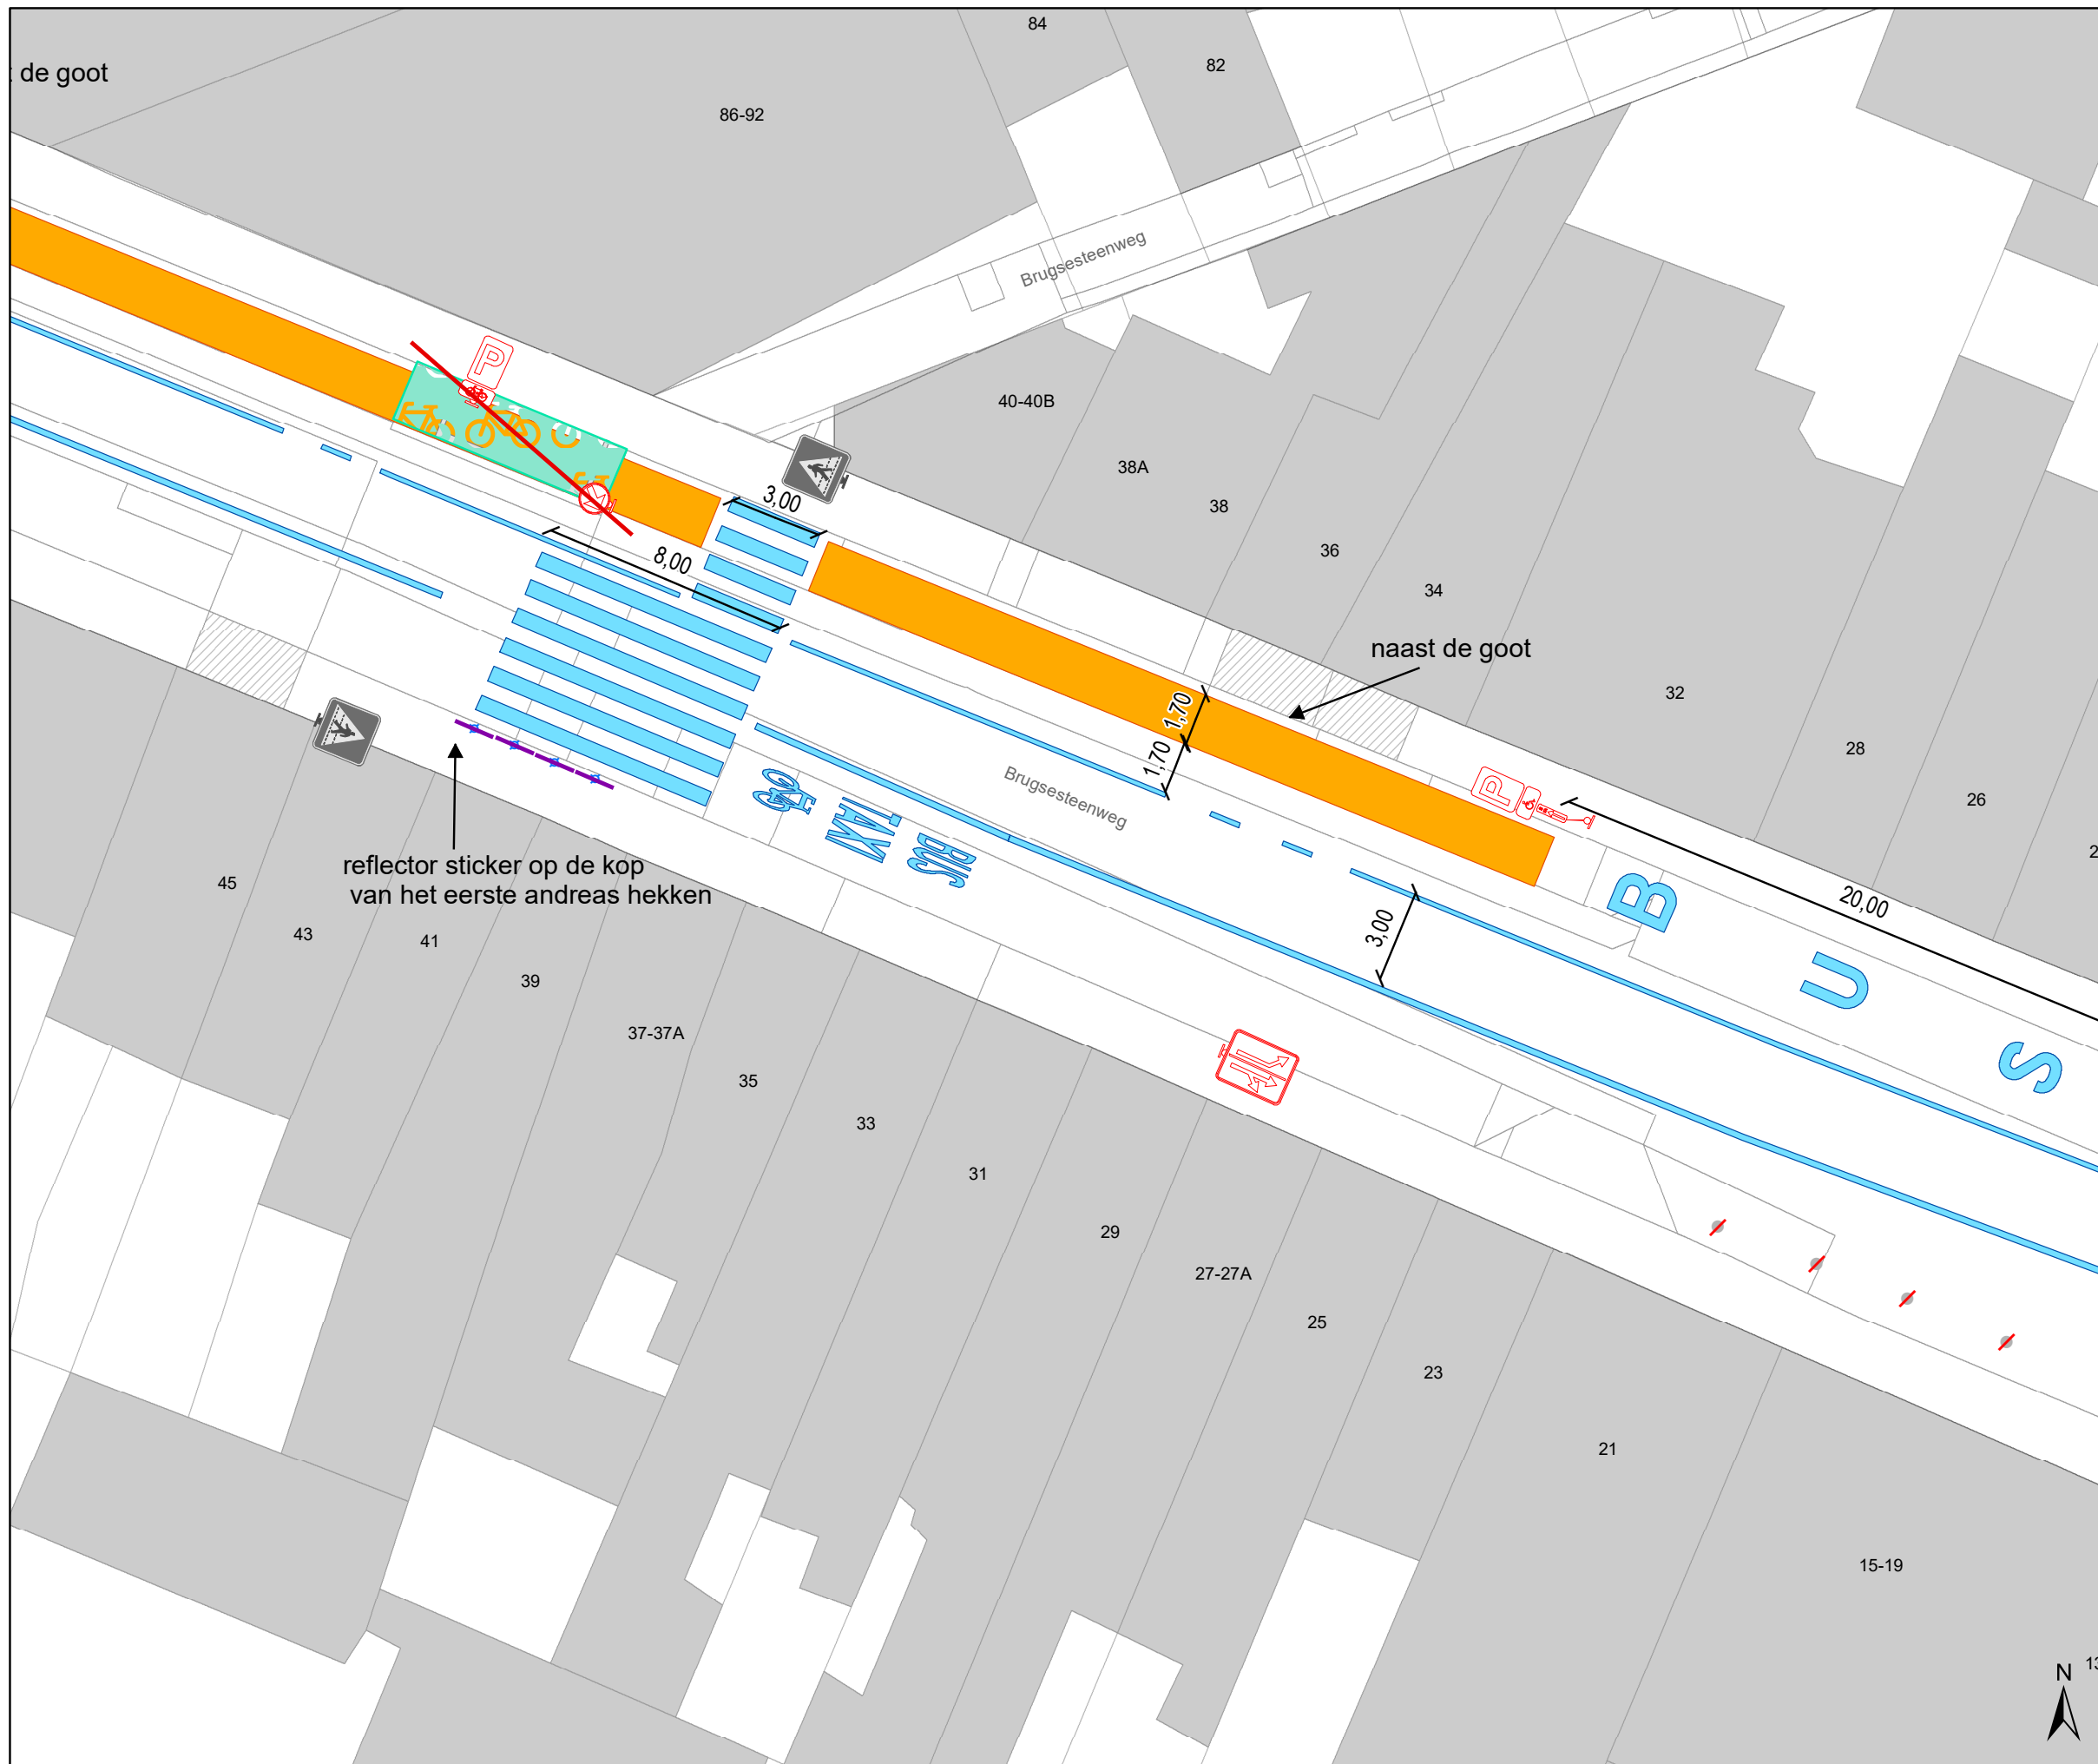 84
82
de goot
86-92
Brugsesteenweg
P
40-40B
38A
3,00
38
8,00
36
34
naast de goot
32
1,70
1,70
28
Brugsesteenweg
P
26
20,00
TAXI
BUS
B
U
S
reflector sticker op de kop
van het eerste andreas hekken
45
43
41
39
3,00
37-37A
35
33
31
29
27-27A
25
23
21
15-19
N